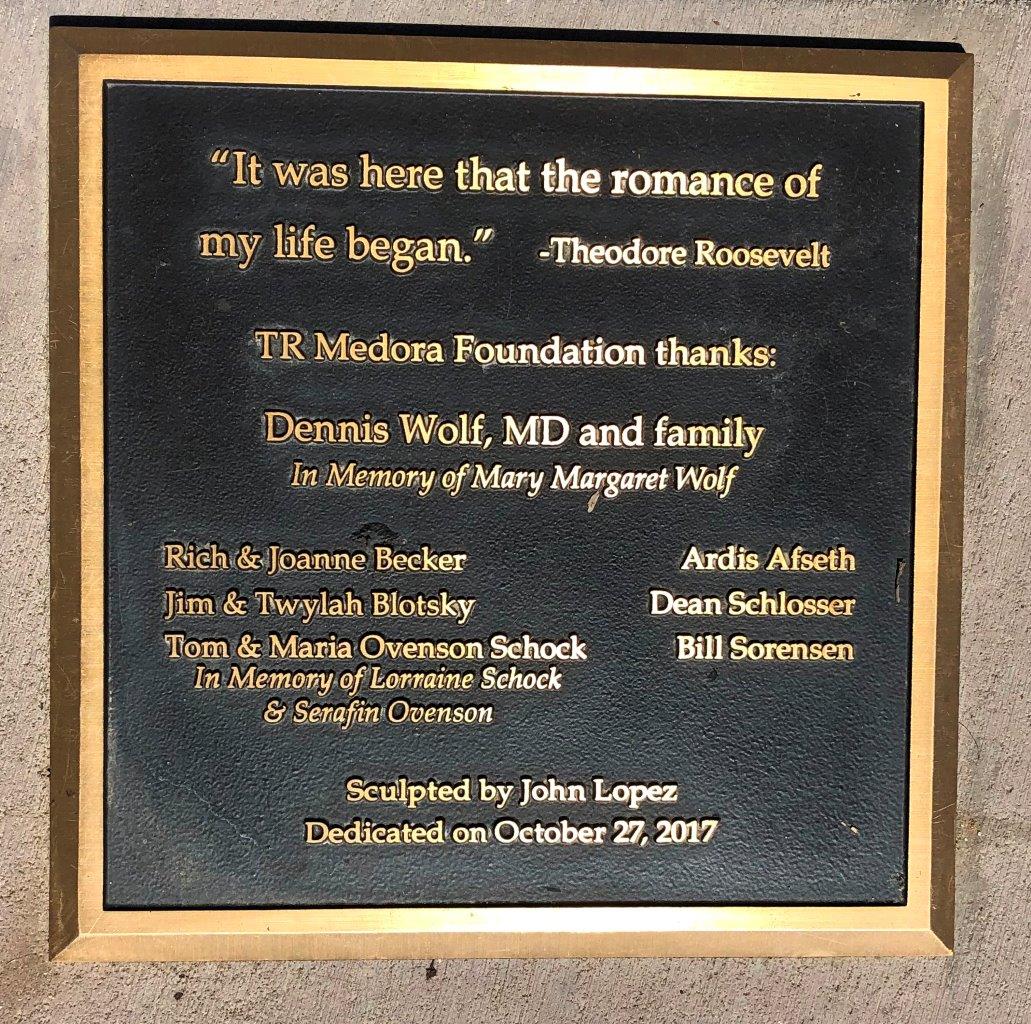 “It was here that the romance of
my life began.” -Theodore Roosevelt
TR Medora Foundation thanks:
Dennis Wolf, MD and family
In Memory of Mary Margaret Wolf
Rich & Joanne Becker
Jim & Twylah Blotsky
Tom & Maria Ovenson Schock
In Memory of Lorraine Schock
& Serafin Ovenson
Ardis Afseth
Dean Schlosser
Bill Sorensen
Sculpted by John Lopez
Dedicated on October 27, 2017